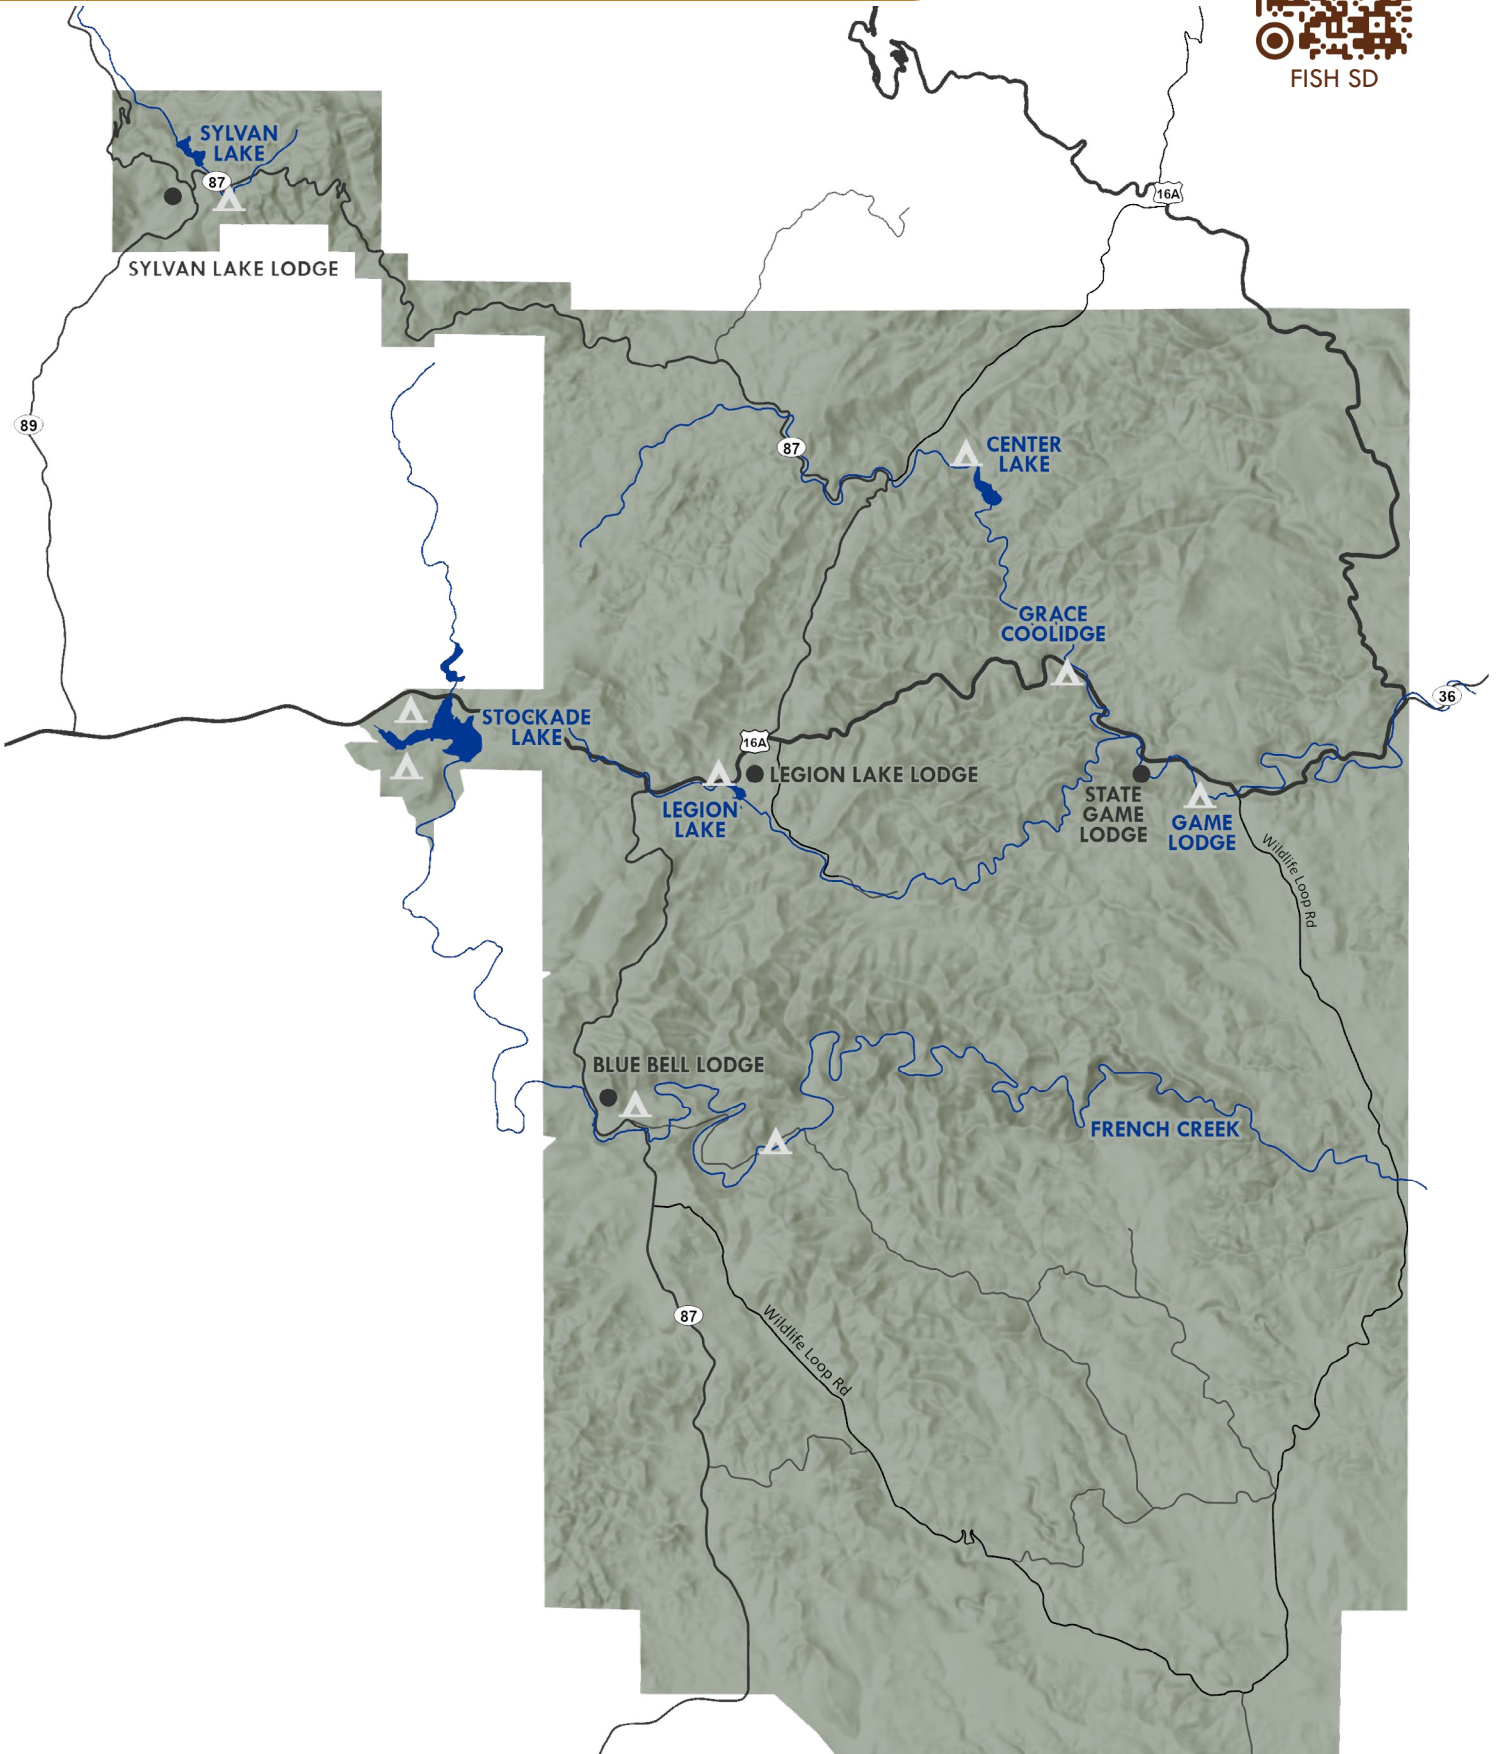 FISH SD
SYLVAN
LAKE
87
16A
SYLVAN LAKE LODGE
89
87
CENTER
LAKE
GRACE
COOLIDGE
36
STOCKADE
LAKE
16A
LEGION LAKE LODGE
LEGION
LAKE
STATE
GAME
LODGE
GAME
LODGE
Wildlife Loop Rd
BLUE BELL LODGE
FRENCH CREEK
87
Wildlife Loop Rd